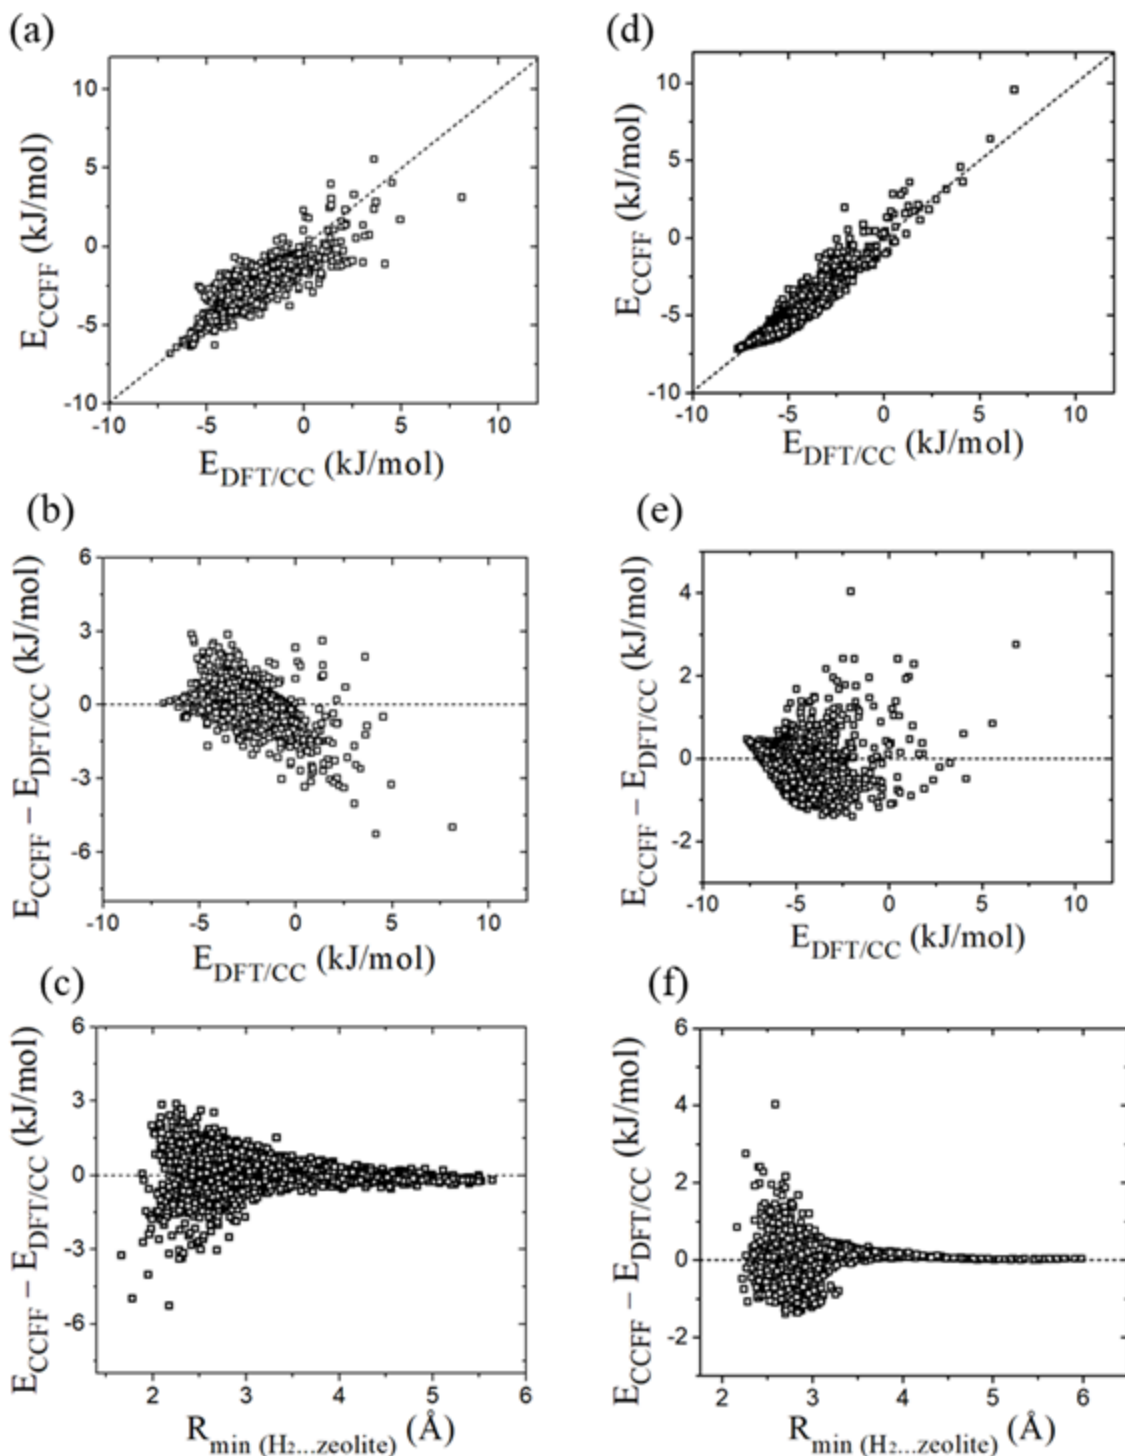 (a)
E_CCFF (kJ/mol)
10
5
0
-5
-10
-10 -5 0 5 10
E_DFT/CC (kJ/mol)
(d)
E_CCFF (kJ/mol)
10
5
0
-5
-10
-10 -5 0 5 10
E_DFT/CC (kJ/mol)
(b)
E_CCFF − E_DFT/CC (kJ/mol)
6
3
0
-3
-6
-10 -5 0 5 10
E_DFT/CC (kJ/mol)
(e)
E_CCFF − E_DFT/CC (kJ/mol)
4
2
0
-2
-10 -5 0 5 10
E_DFT/CC (kJ/mol)
(c)
E_CCFF − E_DFT/CC (kJ/mol)
6
3
0
-3
-6
2 3 4 5 6
R_min (H₂...zeolite) (Å)
(f)
E_CCFF − E_DFT/CC (kJ/mol)
6
4
2
0
-2
2 3 4 5 6
R_min (H₂...zeolite) (Å)